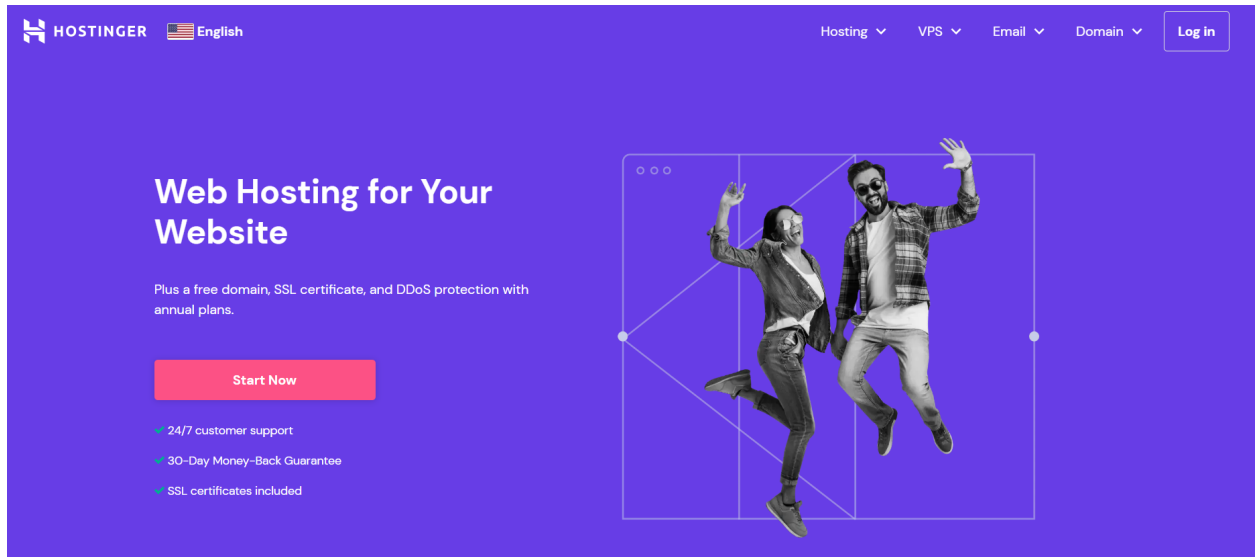 HOSTINGER
English
Hosting
VPS
Email
Domain
Log in
Web Hosting for Your
Website
Plus a free domain, SSL certificate, and DDoS protection with
annual plans.
Start Now
24/7 customer support
30-Day Money-Back Guarantee
SSL certificates included